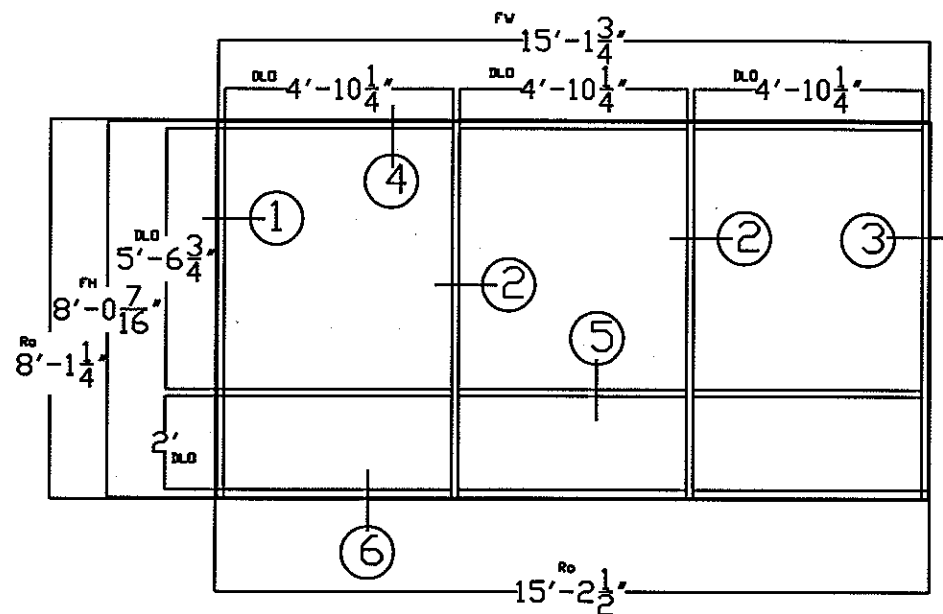 FW
15'-1 3/4"
DLO DLO DLO
4'-10 1/4" 4'-10 1/4" 4'-10 1/4"
4
1
2
3
DLO
5'-6 3/4"
2
FH
8'-0 7/16"
5
Ro
8'-1 1/4"
2'
DLO
6
Ro
15'-2 1/2"